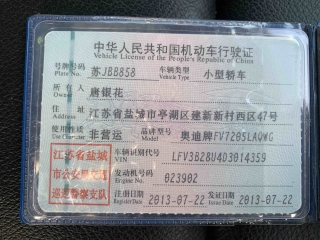 中华人民共和国机动车行驶证
Vehicle License of the People's Republic of China
号牌号码 苏JBB858 车辆类型 小型轿车
Plate No. Vehicle Type
所有人 唐银花
Owner
住址 江苏省盐城市亭湖区建新新村西区47号
Address
使用性质 非营运 品牌型号 奥迪牌FV7205LAQWG
Use Character Model
江苏省盐城
市公安局交通
巡逻警察支队
车辆识别代号 LFV3B28U4D3014359
VIN
发动机号码 023902
Engine No.
注册日期 2013-07-22 发证日期 2013-07-22
Register Date Issue Date